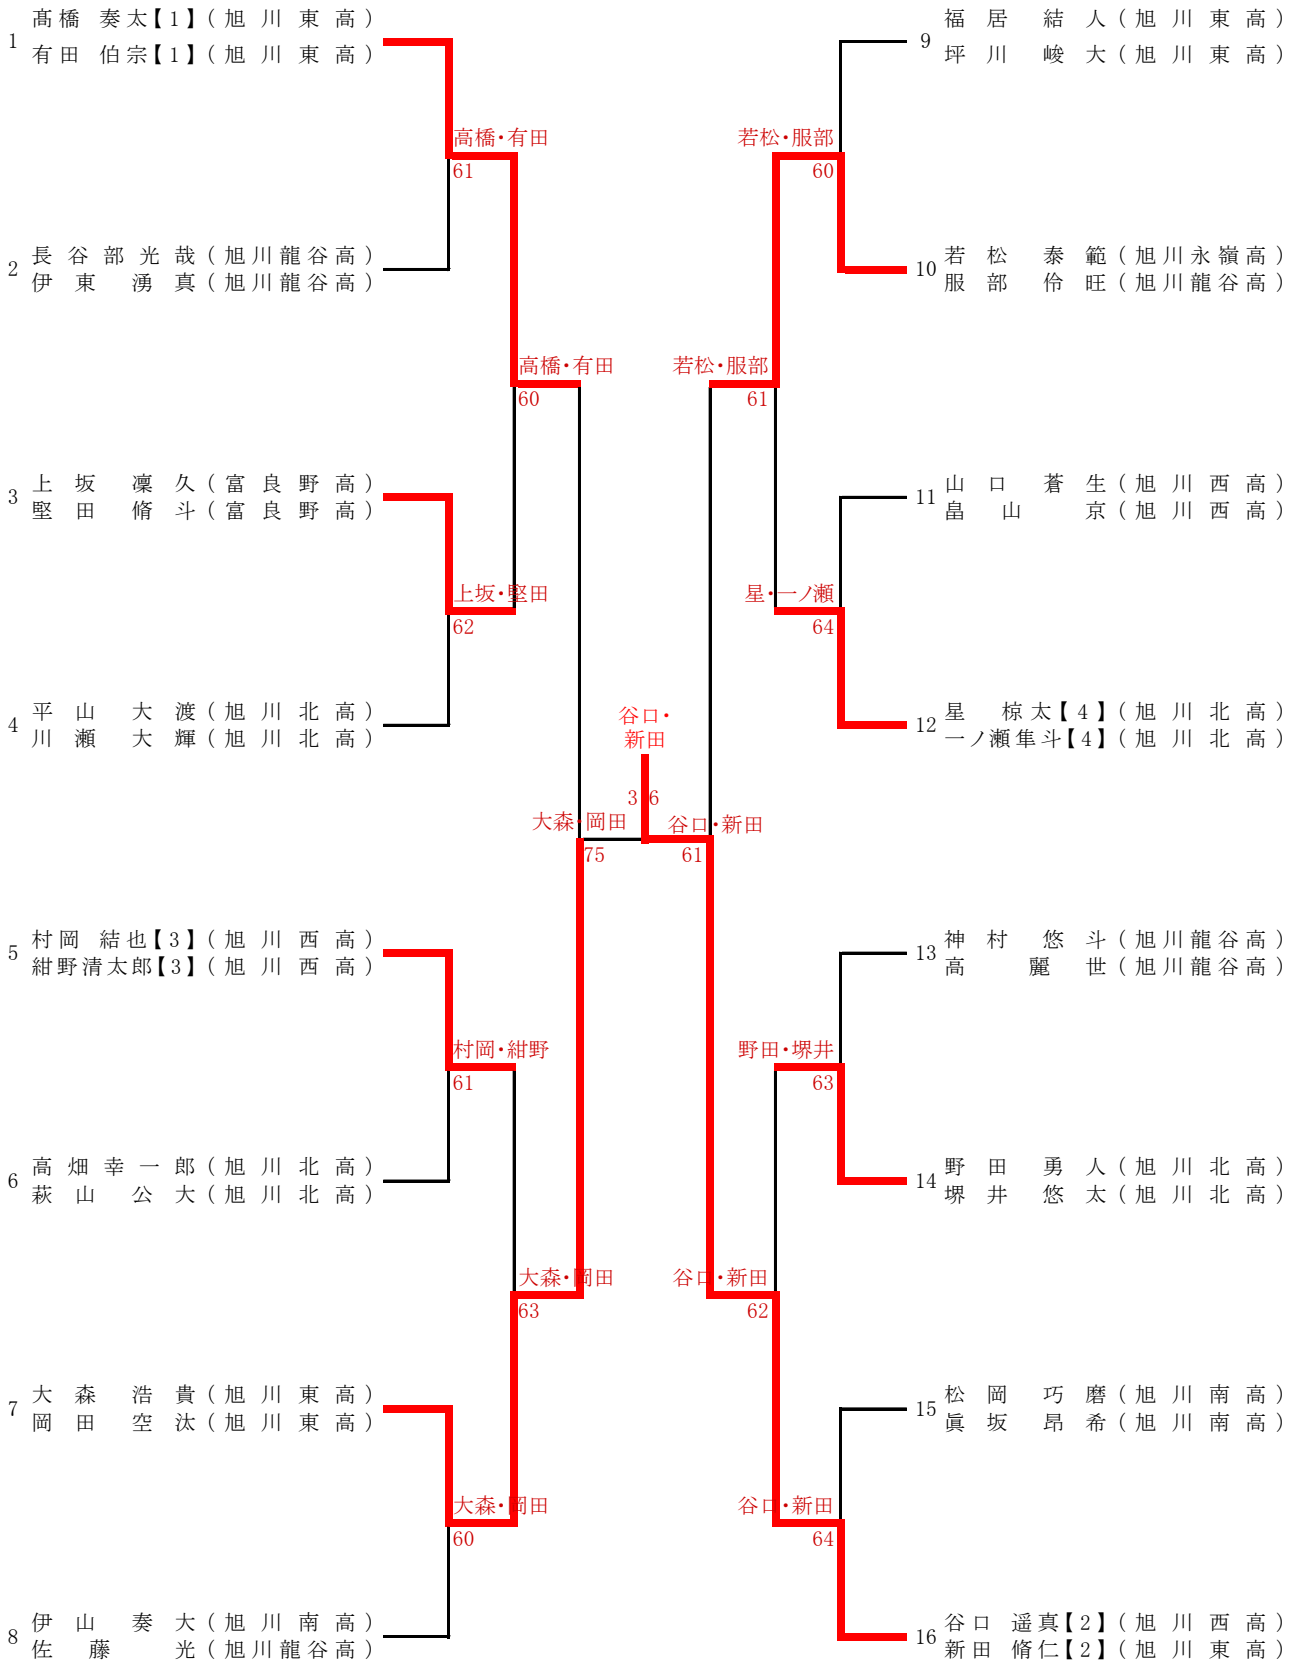 1
髙橋 奏太【1】(旭川東高)
有田 伯宗【1】(旭川東高)
2
長谷部光哉(旭川龍谷高)
伊東 湧真(旭川龍谷高)
3
上坂 凜久(富良野高)
堅田 脩斗(富良野高)
4
平山 大渡(旭川北高)
川瀬 大輝(旭川北高)
5
村岡 結也【3】(旭川西高)
紺野清太郎【3】(旭川西高)
6
高畑幸一郎(旭川北高)
萩山 公大(旭川北高)
7
大森 浩貴(旭川東高)
岡田 空汰(旭川東高)
8
伊山 奏大(旭川南高)
佐藤 光(旭川龍谷高)
高橋・有田
61
上坂・堅田
62
村岡・紺野
61
大森・岡田
60
高橋・有田
60
大森・岡田
63
大森・岡田
75
谷口・
新田
3 6
谷口・新田
61
若松・服部
61
谷口・新田
62
若松・服部
60
星・一ノ瀬
64
野田・堺井
63
谷口・新田
64
9
福居 結人(旭川東高)
坪川 峻大(旭川東高)
10
若松 泰範(旭川永嶺高)
服部 伶旺(旭川龍谷高)
11
山口 蒼生(旭川西高)
畠山 京(旭川西高)
12
星 椋太【4】(旭川北高)
一ノ瀬隼斗【4】(旭川北高)
13
神村 悠斗(旭川龍谷高)
高 麗世(旭川龍谷高)
14
野田 勇人(旭川北高)
堺井 悠太(旭川北高)
15
松岡 巧磨(旭川南高)
眞坂 昂希(旭川南高)
16
谷口 遥真【2】(旭川西高)
新田 脩仁【2】(旭川東高)